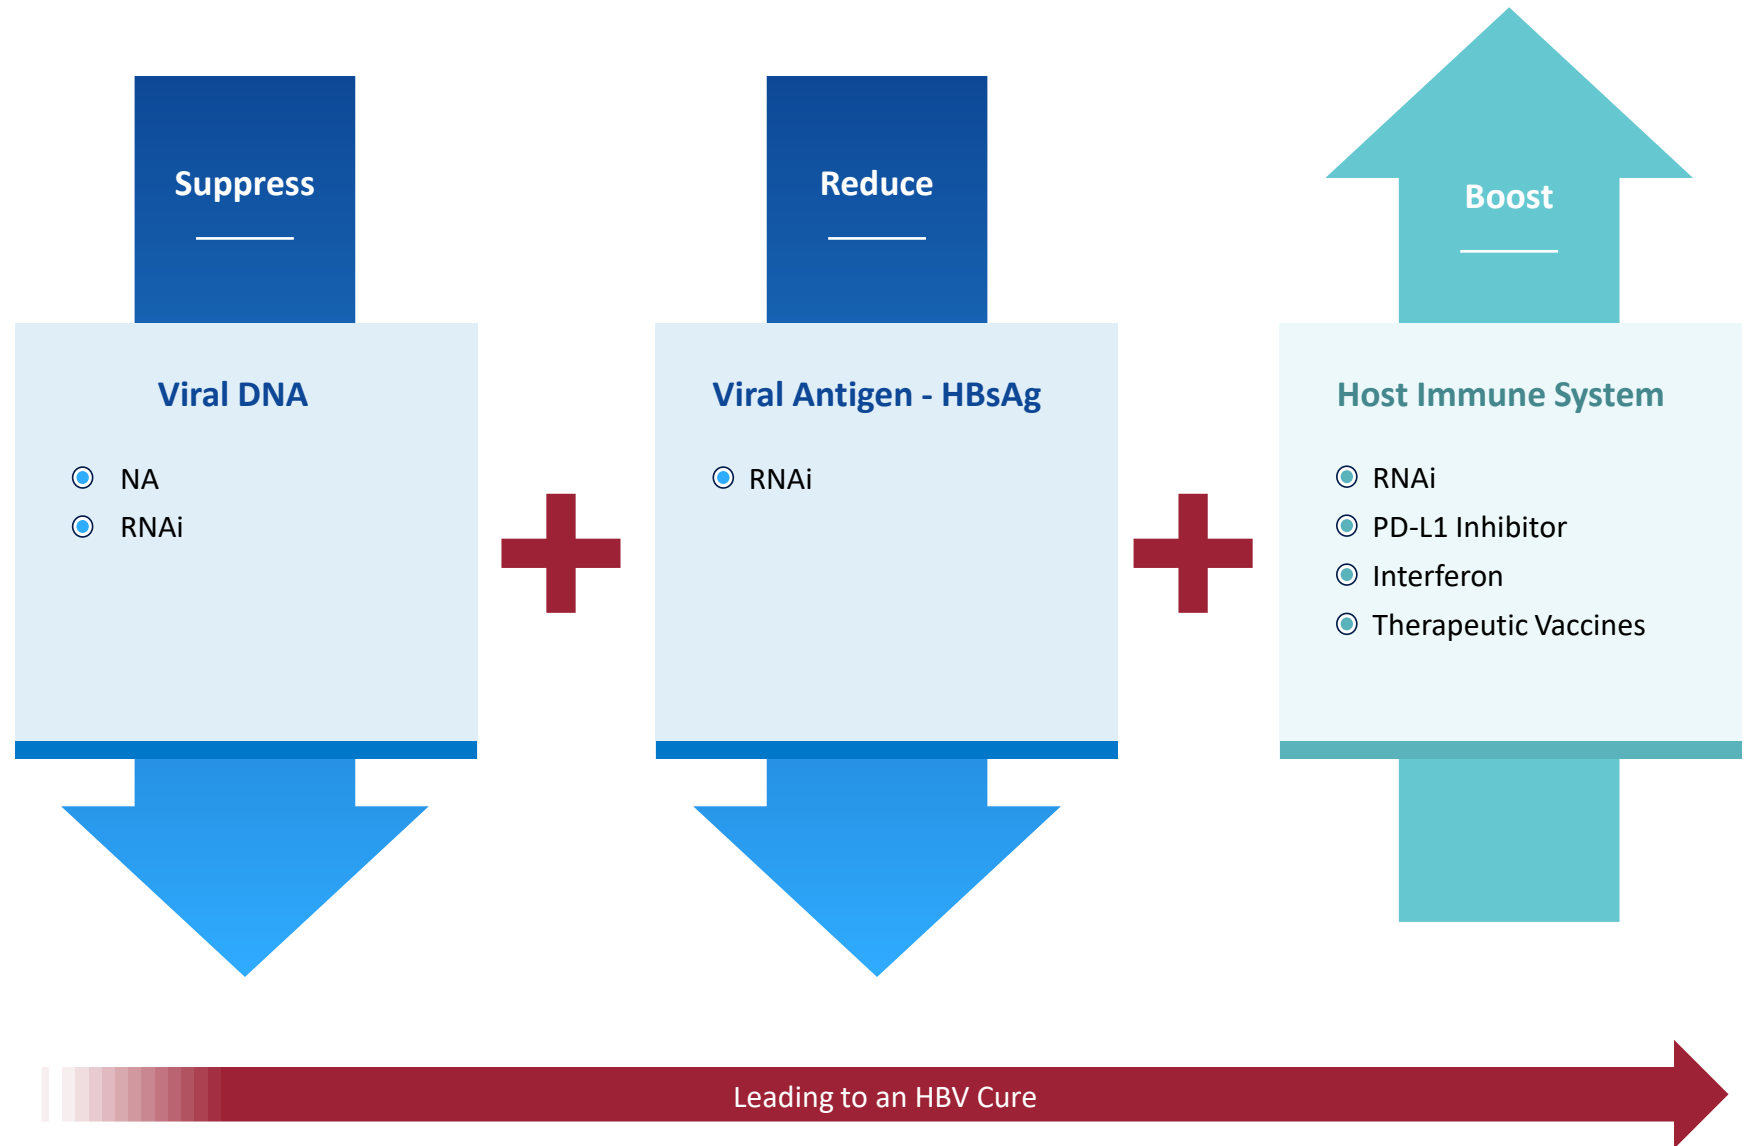 Suppress
Viral DNA
NA
RNAi
Reduce
Viral Antigen - HBsAg
RNAi
Boost
Host Immune System
RNAi
PD-L1 Inhibitor
Interferon
Therapeutic Vaccines
Leading to an HBV Cure